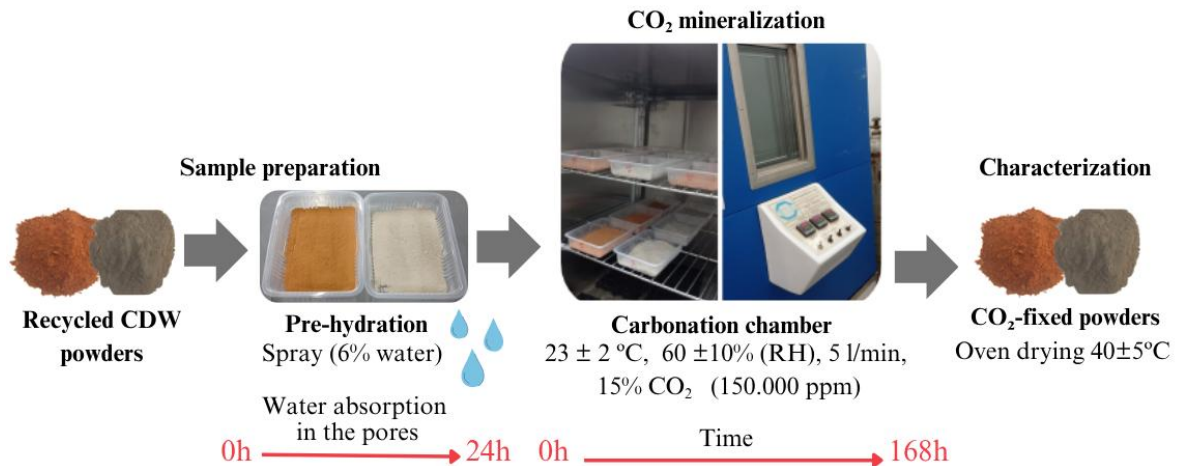 CO₂ mineralization
Sample preparation
Characterization
Recycled CDW
powders
Pre-hydration
Spray (6% water)
Carbonation chamber
23 ± 2 ºC, 60 ±10% (RH), 5 l/min,
15% CO₂ (150.000 ppm)
CO₂-fixed powders
Oven drying 40±5ºC
Water absorption
in the pores
0h
24h
0h
Time
168h